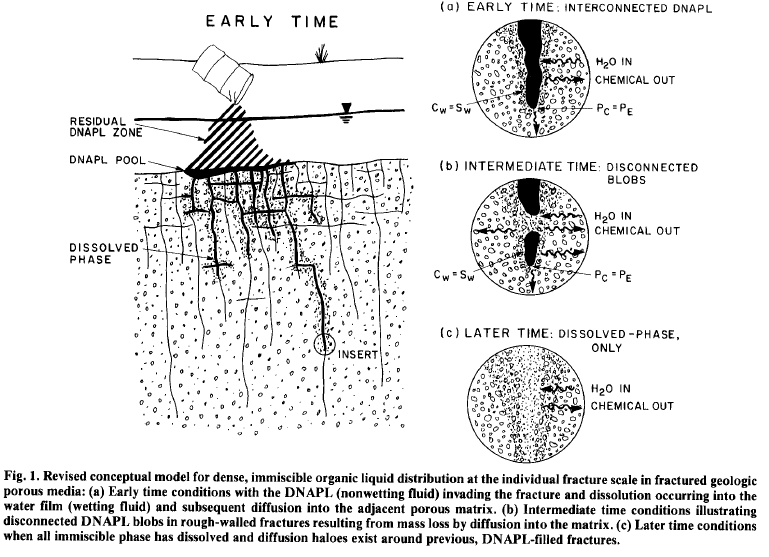 EARLY TIME
RESIDUAL
DNAPL ZONE
DNAPL POOL
DISSOLVED
PHASE
INSERT
(a) EARLY TIME: INTERCONNECTED DNAPL
H₂O IN
CHEMICAL OUT
Cw=Sw
Pc=PE
(b) INTERMEDIATE TIME: DISCONNECTED
BLOBS
H₂O IN
CHEMICAL OUT
Cw=Sw
Pc=PE
(c) LATER TIME: DISSOLVED-PHASE,
ONLY
H₂O IN
CHEMICAL OUT
Fig. 1. Revised conceptual model for dense, immiscible organic liquid distribution at the individual fracture scale in fractured geologic
porous media: (a) Early time conditions with the DNAPL (nonwetting fluid) invading the fracture and dissolution occurring into the
water film (wetting fluid) and subsequent diffusion into the adjacent porous matrix. (b) Intermediate time conditions illustrating
disconnected DNAPL blobs in rough-walled fractures resulting from mass loss by diffusion into the matrix. (c) Later time conditions
when all immiscible phase has dissolved and diffusion haloes exist around previous, DNAPL-filled fractures.